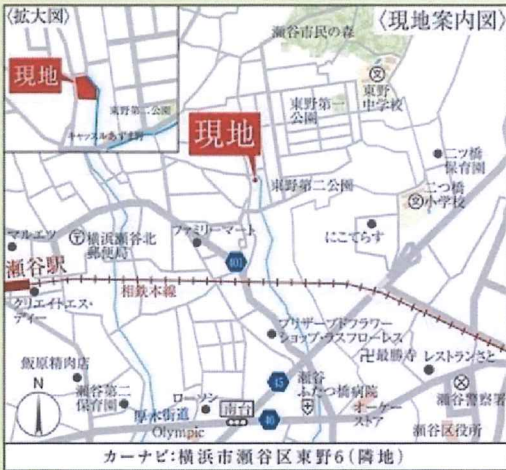 〈拡大図〉
現地
東野第二公園
キャッスルあずま野
〈現地案内図〉
瀬谷市民の森
東野
中学校
東野第一
公園
現地
東野第二公園
二ツ橋
保育園
二つ橋
小学校
にこてらす
マルエツ
横浜瀬谷北
郵便局
ファミリーマート
401
瀬谷駅
相鉄本線
クリエイトエス・
ディー
プリザーブドフラワー
ショップ・ラスフローレス
最勝寺
レストランさと
飯原精肉店
瀬谷第二
保育園
N
ローソン
厚木街道
南台
Olympic
45
40
瀬谷
ふたつ橋病院
オーケー
ストア
瀬谷警察署
瀬谷区役所
カーナビ:横浜市瀬谷区東野6(隣地)